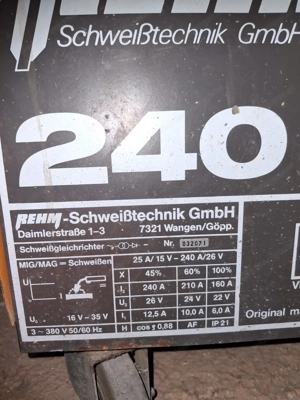 REHM
Schweißtechnik GmbH
240
REHM-Schweißtechnik GmbH
Daimlerstraße 1-3 7321 Wangen/Göpp.
Schweißgleichrichter Nr.
MIG/MAG = Schweißen 25 A/ 15 V - 240 A/26 V
X 45% 60% 100%
I₂ 240 A 210 A 160 A
U₂ 26 V 24 V 22 V
U₀ 16 V - 35 V I₁ 12,5 A 10,0 A 6,0 A
3 ~ 380 V 50/60 Hz H cos φ 0,88 AF IP 21
Original